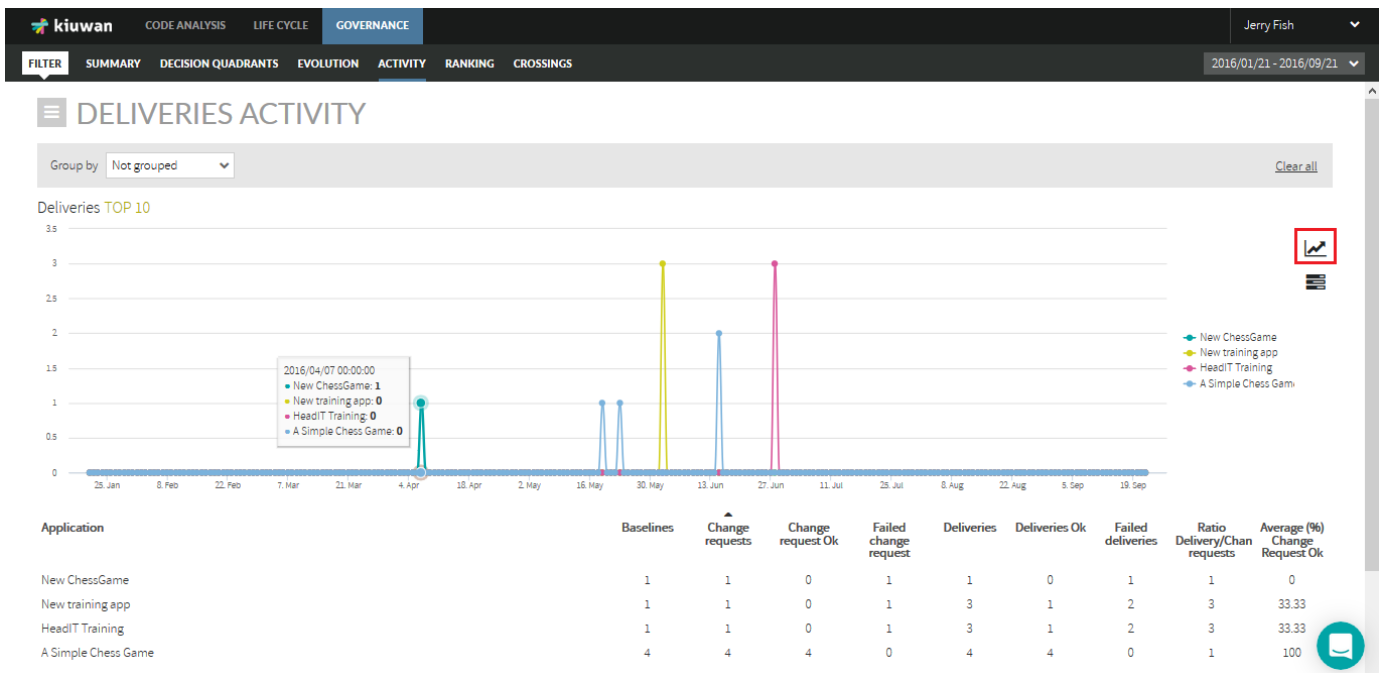 kiuwan CODE ANALYSIS LIFE CYCLE GOVERNANCE Jerry Fish
FILTER SUMMARY DECISION QUADRANTS EVOLUTION ACTIVITY RANKING CROSSINGS 2016/01/21 - 2016/09/21
DELIVERIES ACTIVITY
Group by Not grouped Clear all
Deliveries TOP 10
3.5
3
2.5
2
1.5
1
0.5
0
2016/04/07 00:00:00
New ChessGame: 1
New training app: 0
HeadIT Training: 0
A Simple Chess Game: 0
New ChessGame
New training app
HeadIT Training
A Simple Chess Gam
25. Jan 8. Feb 22. Feb 7. Mar 21. Mar 4. Apr 18. Apr 2. May 16. May 30. May 13. Jun 27. Jun 11. Jul 25. Jul 8. Aug 22. Aug 5. Sep 19. Sep
Application Baselines Change requests Change request Ok Failed change request Deliveries Deliveries Ok Failed deliveries Ratio Delivery/Chan requests Average (%) Change Request Ok
New ChessGame 1 1 0 1 1 0 1 1 0
New training app 1 1 0 1 3 1 2 3 33.33
HeadIT Training 1 1 0 1 3 1 2 3 33.33
A Simple Chess Game 4 4 4 0 4 4 0 1 100